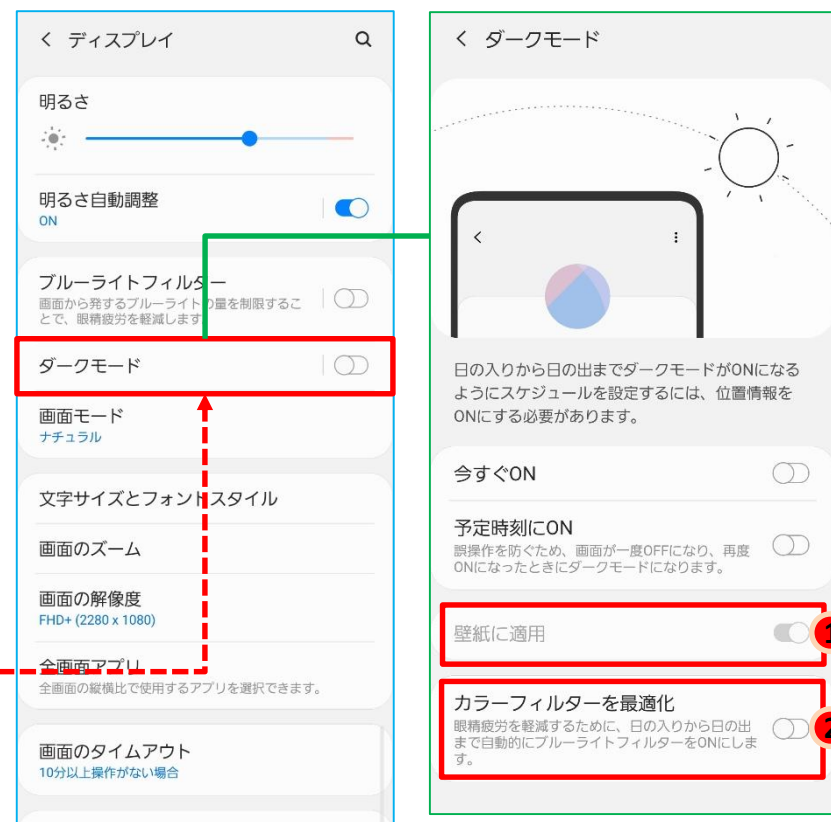 ディスプレイ
明るさ
明るさ自動調整
ON
ブルーライトフィルター
画面から発するブルーライトの量を制限するこ
とで、眼精疲労を軽減します
ダークモード
画面モード
ナチュラル
文字サイズとフォントスタイル
画面のズーム
画面の解像度
FHD+ (2280 x 1080)
全画面アプリ
全画面の縦横比で使用するアプリを選択できます。
画面のタイムアウト
10分以上操作がない場合
ダークモード
日の入りから日の出までダークモードがONになる
ようにスケジュールを設定するには、位置情報を
ONにする必要があります。
今すぐON
予定時刻にON
誤操作を防ぐため、画面が一度OFFになり、再度
ONになったときにダークモードになります。
壁紙に適用
1
カラーフィルターを最適化
眼精疲労を軽減するために、日の入りから日の出
まで自動的にブルーライトフィルターをONにしま
す。
2